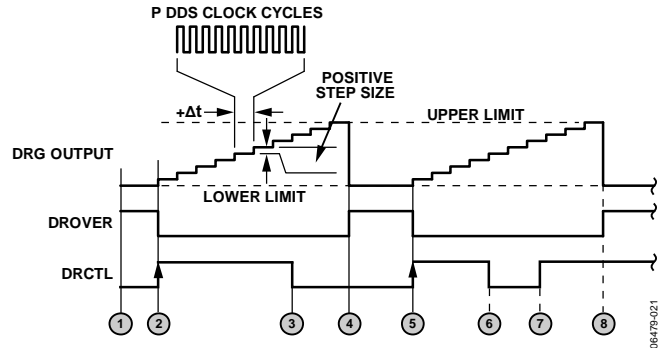 P DDS CLOCK CYCLES
POSITIVE
STEP SIZE
+Δt
UPPER LIMIT
DRG OUTPUT
LOWER LIMIT
DROVER
DRCTL
1 2 3 4 5 6 7 8
06479-021